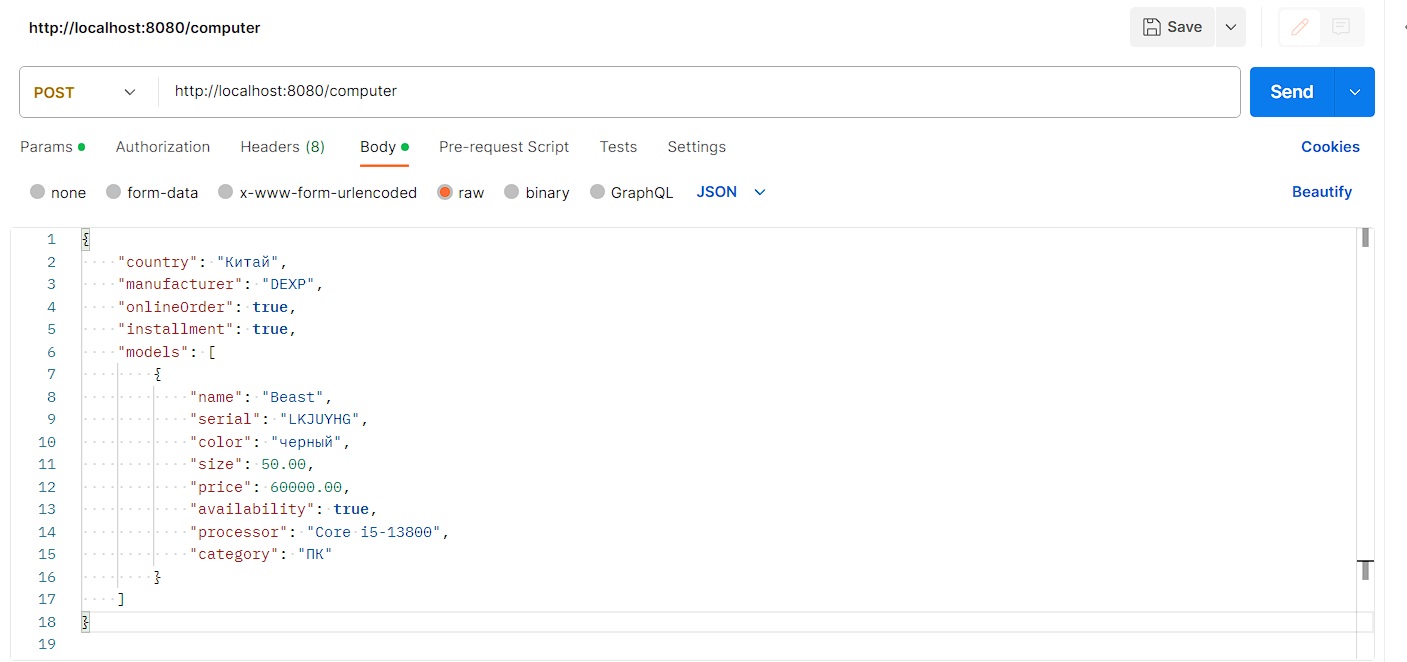 http://localhost:8080/computer Save
POST http://localhost:8080/computer Send
Params Authorization Headers (8) Body Pre-request Script Tests Settings Cookies
none form-data x-www-form-urlencoded raw binary GraphQL JSON Beautify
1 {
2 "country": "Китай",
3 "manufacturer": "DEXP",
4 "onlineOrder": true,
5 "installment": true,
6 "models": [
7 {
8 "name": "Beast",
9 "serial": "LKJUYHG",
10 "color": "черный",
11 "size": 50.00,
12 "price": 60000.00,
13 "availability": true,
14 "processor": "Core i5-13800",
15 "category": "ПК"
16 }
17 ]
18 }
19